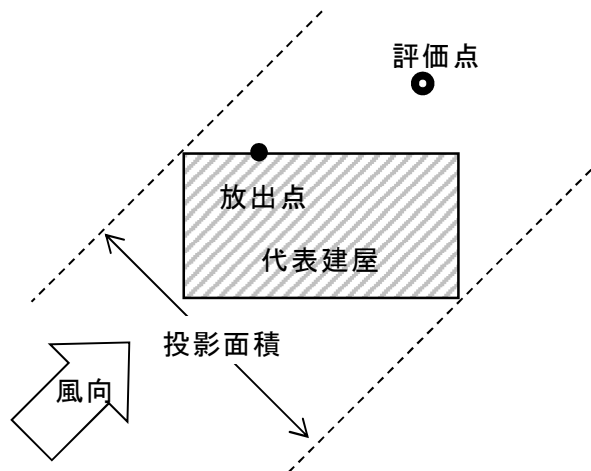 評価点
放出点
代表建屋
投影面積
風向